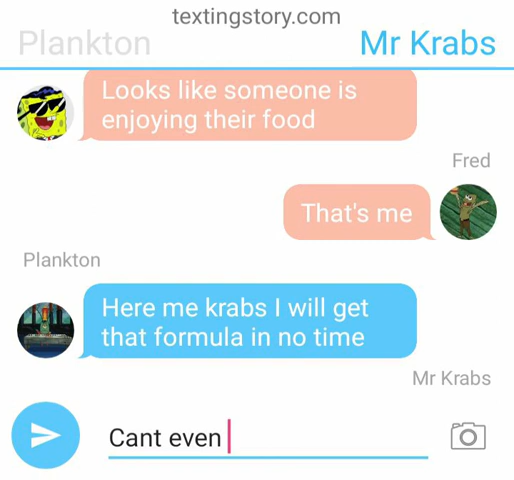 textingstory.com
Plankton
Mr Krabs
Looks like someone is
enjoying their food
Fred
That's me
Plankton
Here me krabs I will get
that formula in no time
Mr Krabs
Cant even